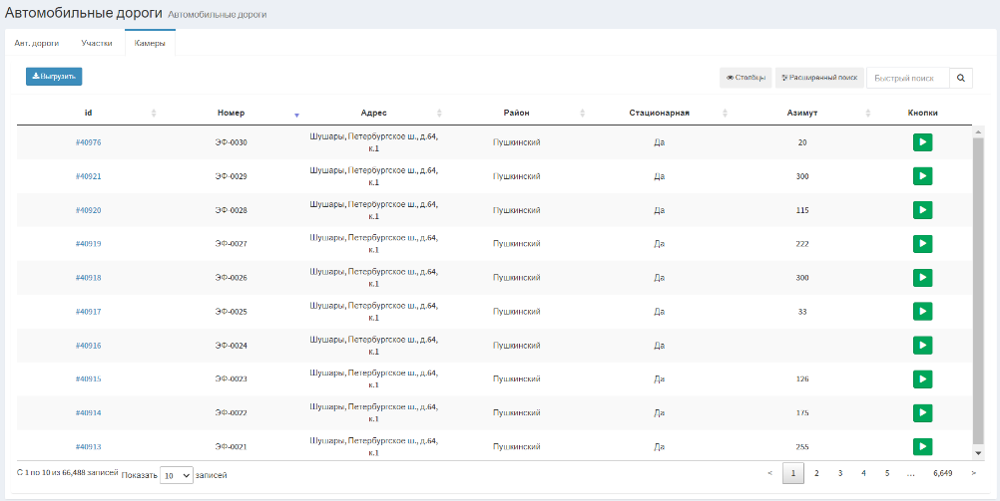 Автомобильные дороги Автомобильные дороги
Авт. дороги Участки Камеры
Выгрузить Столбцы Расширенный поиск Быстрый поиск
id Номер Адрес Район Стационарная Азимут Кнопки
#40976 ЭФ-0030 Шушары, Петербургское ш., д.64, к.1 Пушкинский Да 20
#40921 ЭФ-0029 Шушары, Петербургское ш., д.64, к.1 Пушкинский Да 300
#40920 ЭФ-0028 Шушары, Петербургское ш., д.64, к.1 Пушкинский Да 115
#40919 ЭФ-0027 Шушары, Петербургское ш., д.64, к.1 Пушкинский Да 222
#40918 ЭФ-0026 Шушары, Петербургское ш., д.64, к.1 Пушкинский Да 300
#40917 ЭФ-0025 Шушары, Петербургское ш., д.64, к.1 Пушкинский Да 33
#40916 ЭФ-0024 Шушары, Петербургское ш., д.64, к.1 Пушкинский Да
#40915 ЭФ-0023 Шушары, Петербургское ш., д.64, к.1 Пушкинский Да 126
#40914 ЭФ-0022 Шушары, Петербургское ш., д.64, к.1 Пушкинский Да 175
#40913 ЭФ-0021 Шушары, Петербургское ш., д.64, к.1 Пушкинский Да 255
С 1 по 10 из 66,488 записей Показать 10 записей < 1 2 3 4 5 ... 6,649 >